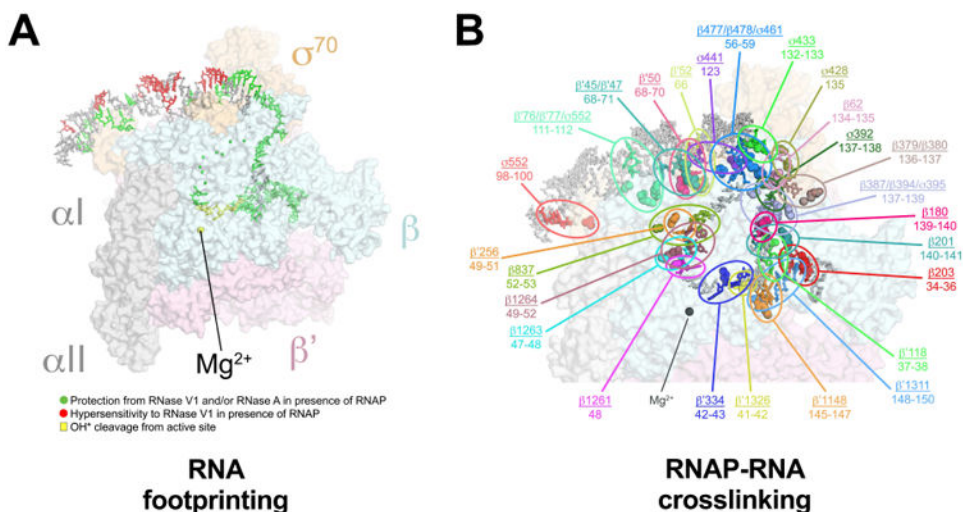 A
σ70
αI
β
αII
β’
Mg2+
Protection from RNase V1 and/or RNase A in presence of RNAP
Hypersensitivity to RNase V1 in presence of RNAP
OH* cleavage from active site
RNA
footprinting
B
β477/β478/σ461
56-59
σ433
132-133
σ441
123
β'52
66
β'50
68-70
β'45/β'47
68-71
β'76/β'77/σ552
111-112
σ428
135
β62
134-135
σ392
137-138
β379/β380
136-137
β387/β394/σ395
137-139
σ552
98-100
β180
139-140
β201
140-141
β203
34-36
β'256
49-51
β837
52-53
β1264
49-52
β1263
47-48
β'118
37-38
β'1311
148-150
Mg2+
β1261
48
β'334
42-43
β'1326
41-42
β'1148
145-147
RNAP-RNA
crosslinking